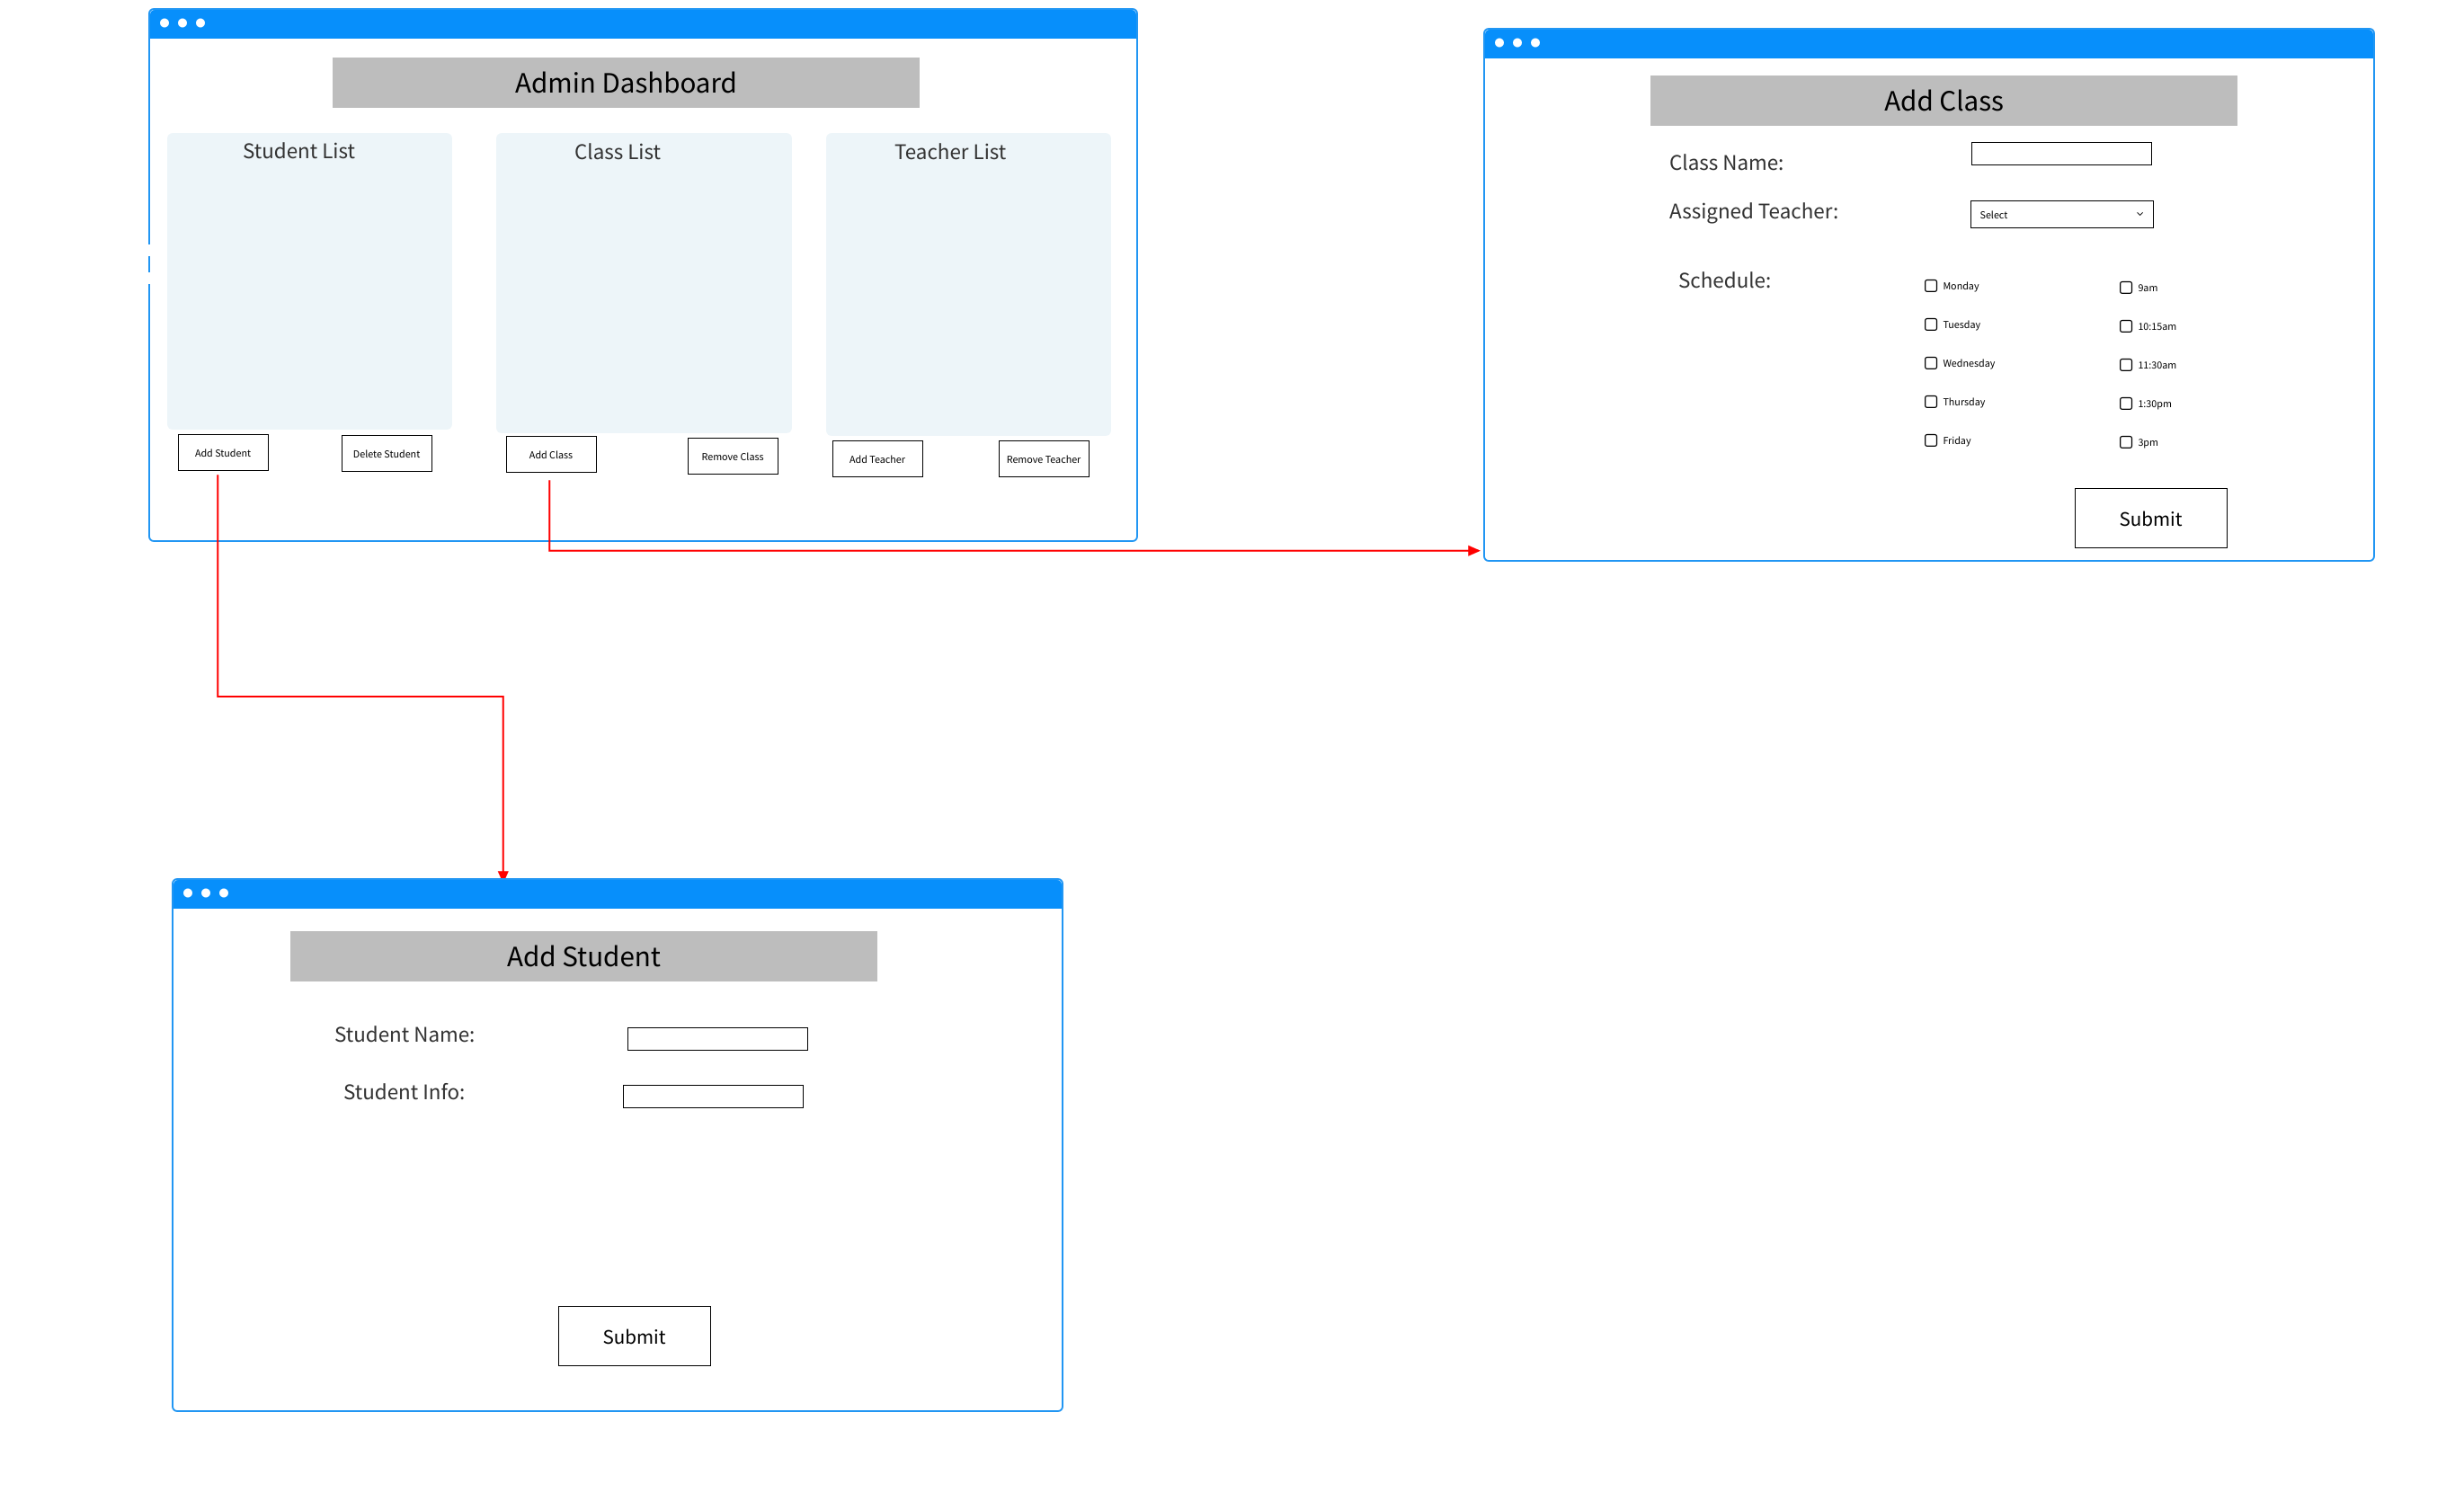 Admin Dashboard
Student List
Class List
Teacher List
Add Student
Delete Student
Add Class
Remove Class
Add Teacher
Remove Teacher
Add Class
Class Name:
Assigned Teacher:
Select
Schedule:
Monday
9am
Tuesday
10:15am
Wednesday
11:30am
Thursday
1:30pm
Friday
3pm
Submit
Add Student
Student Name:
Student Info:
Submit